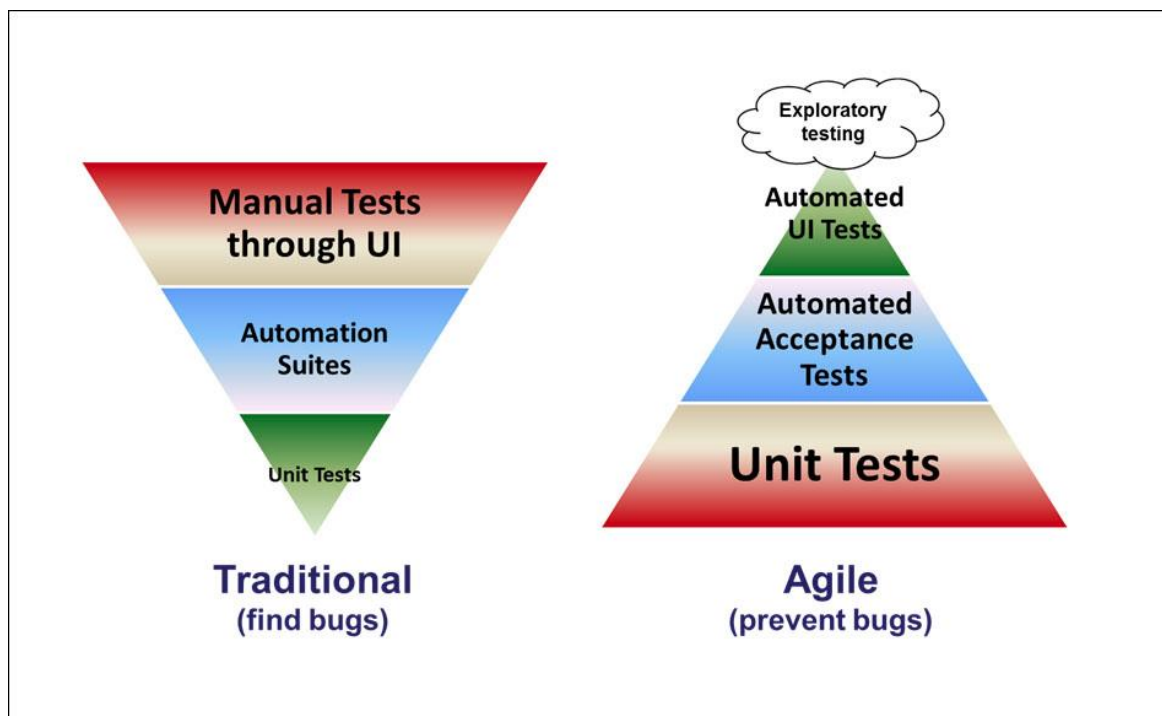 Manual Tests
through UI
Automation
Suites
Unit Tests
Traditional
(find bugs)
Exploratory
testing
Automated
UI Tests
Automated
Acceptance
Tests
Unit Tests
Agile
(prevent bugs)